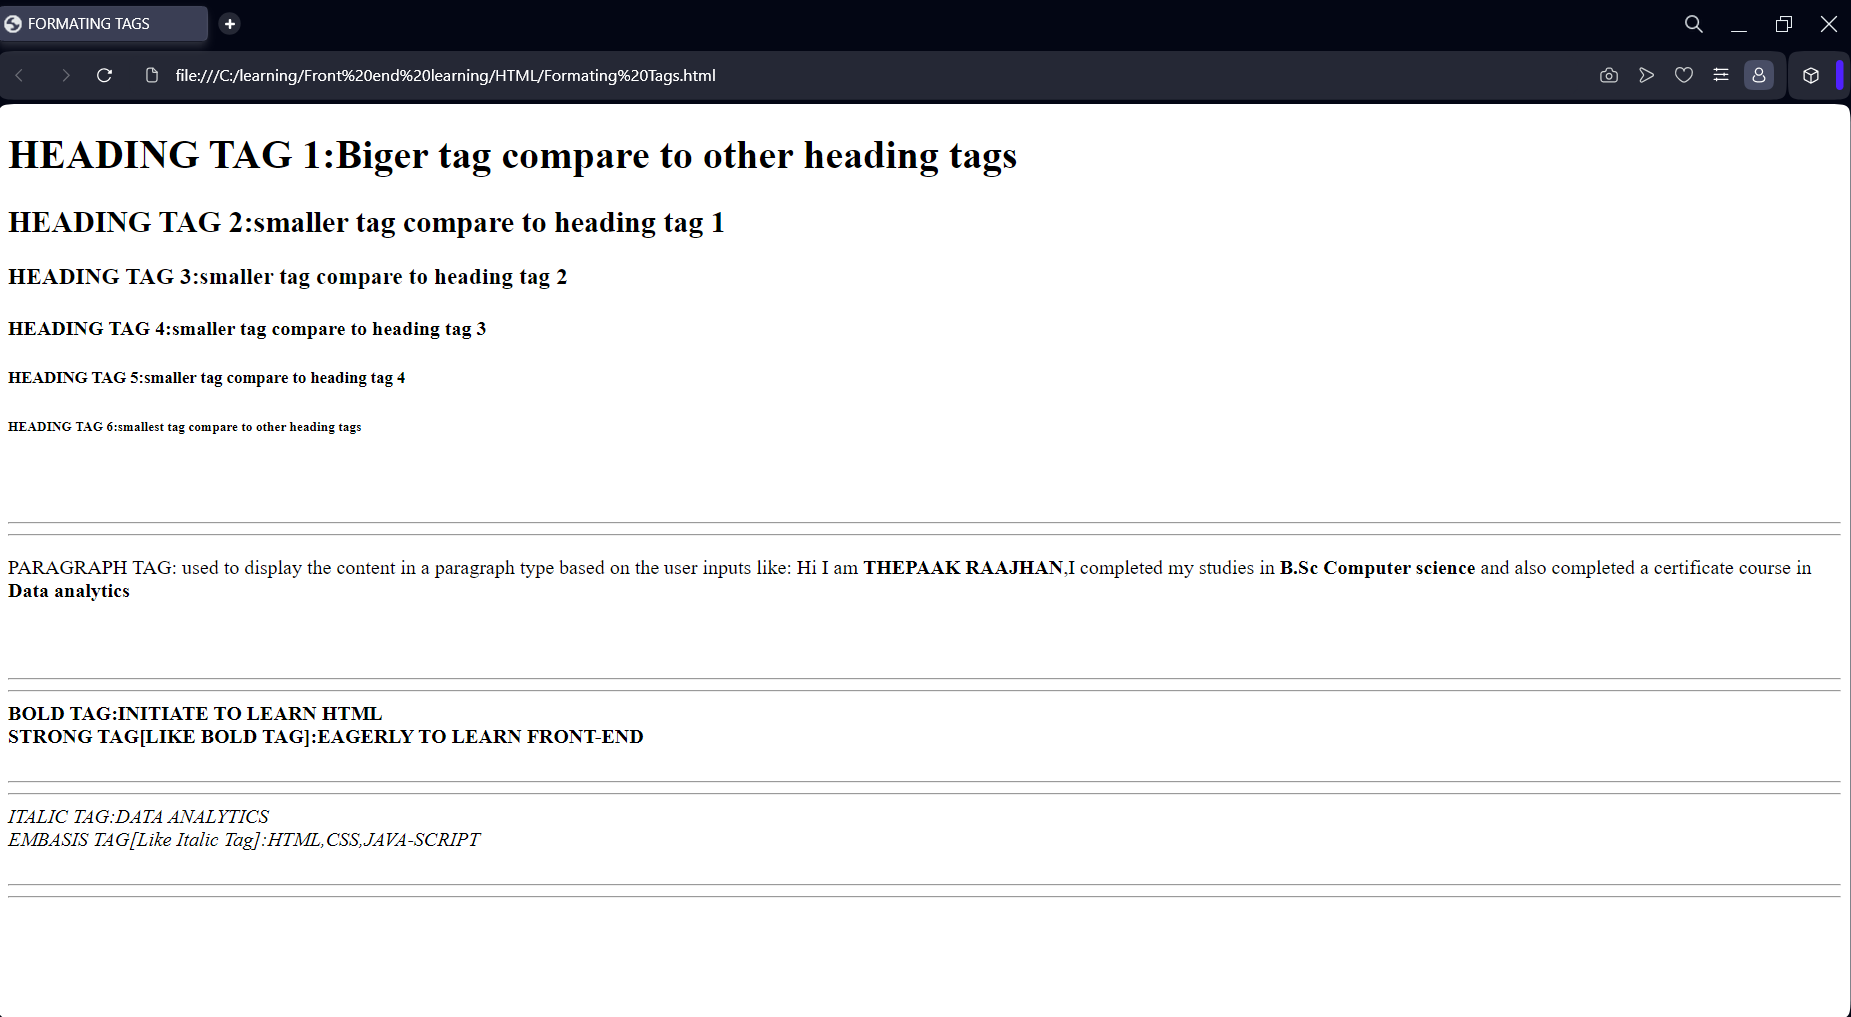 FORMATING TAGS
file:///C:/learning/Front%20end%20learning/HTML/Formating%20Tags.html
HEADING TAG 1:Biger tag compare to other heading tags
HEADING TAG 2:smaller tag compare to heading tag 1
HEADING TAG 3:smaller tag compare to heading tag 2
HEADING TAG 4:smaller tag compare to heading tag 3
HEADING TAG 5:smaller tag compare to heading tag 4
HEADING TAG 6:smallest tag compare to other heading tags
PARAGRAPH TAG: used to display the content in a paragraph type based on the user inputs like: Hi I am THEPAAK RAAJHAN,I completed my studies in B.Sc Computer science and also completed a certificate course in
Data analytics
BOLD TAG:INITIATE TO LEARN HTML
STRONG TAG[LIKE BOLD TAG]:EAGERLY TO LEARN FRONT-END
ITALIC TAG:DATA ANALYTICS
EMBASIS TAG[Like Italic Tag]:HTML,CSS,JAVA-SCRIPT